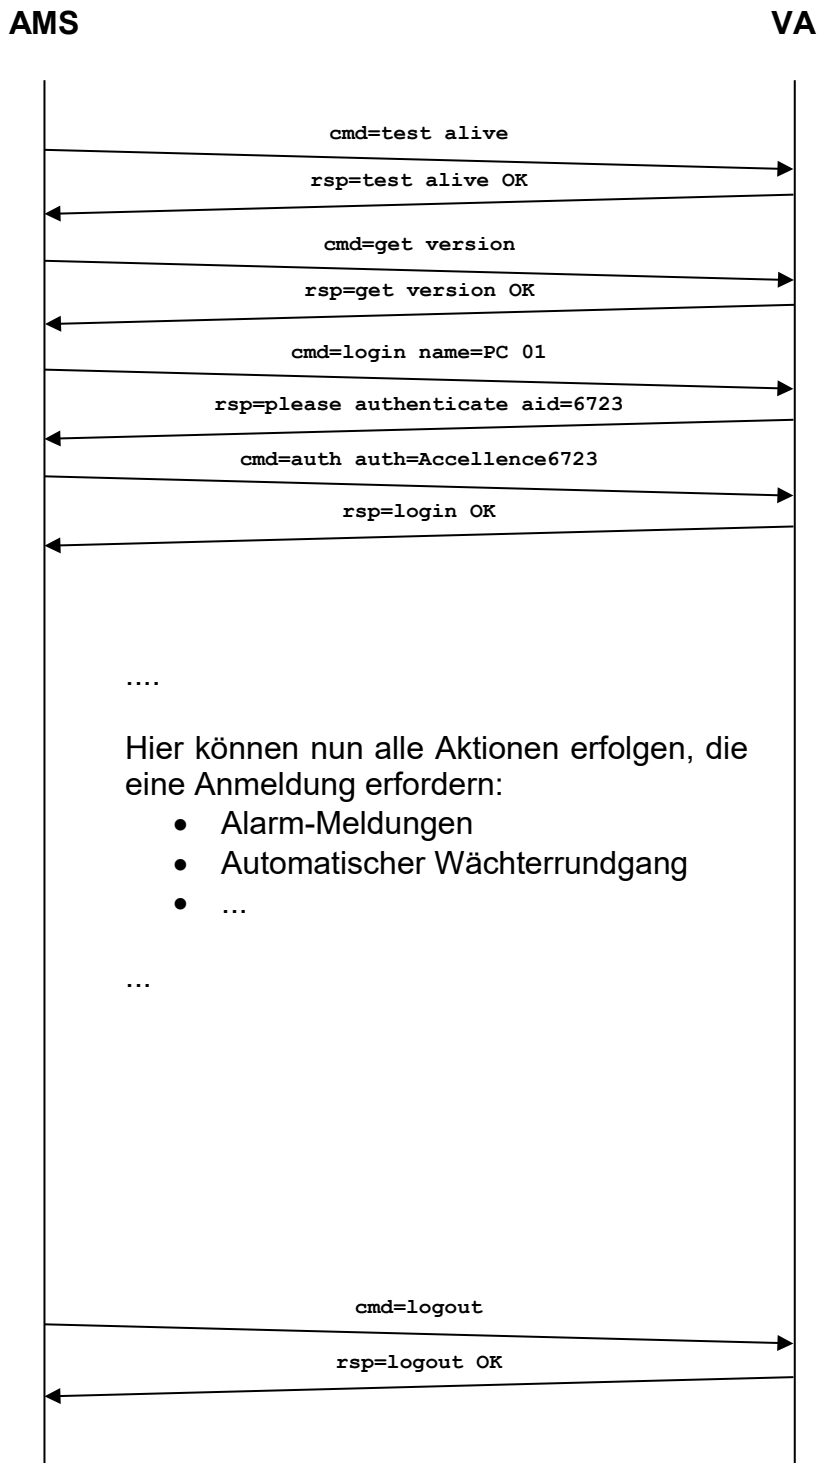 AMS VA
cmd=test alive
rsp=test alive OK
cmd=get version
rsp=get version OK
cmd=login name=PC 01
rsp=please authenticate aid=6723
cmd=auth auth=Accellence6723
rsp=login OK
....
Hier können nun alle Aktionen erfolgen, die
eine Anmeldung erfordern:
• Alarm-Meldungen
• Automatischer Wächterrundgang
• ...
...
cmd=logout
rsp=logout OK